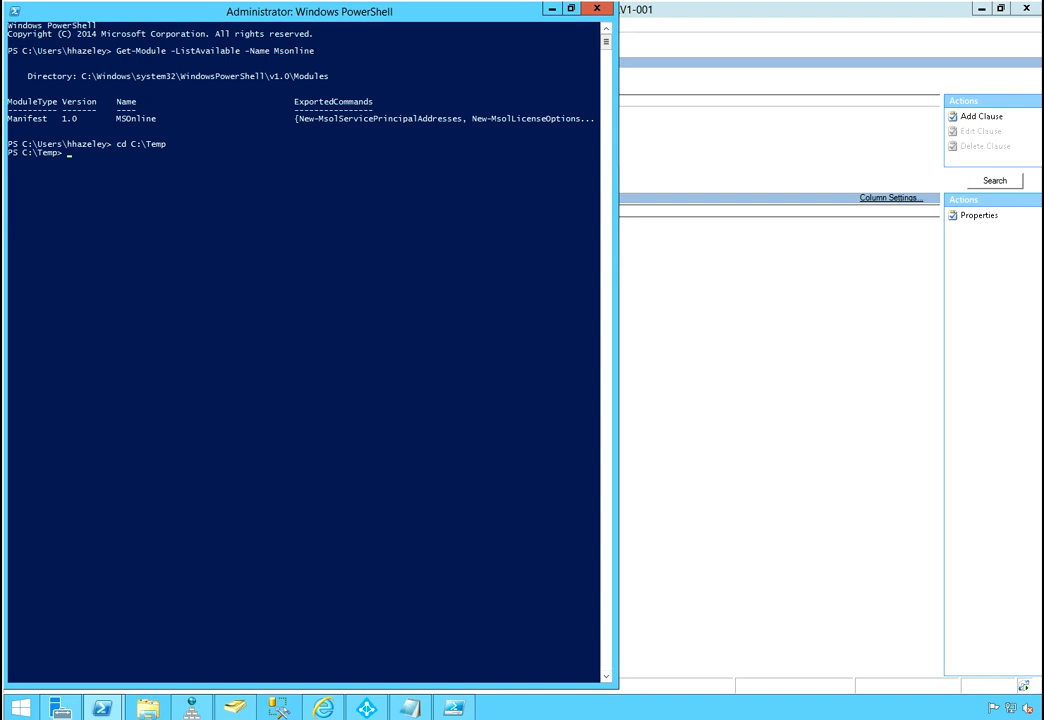 Administrator: Windows PowerShell
Windows PowerShell
Copyright (C) 2014 Microsoft Corporation. All rights reserved.
PS C:\Users\hhazeley> Get-Module -ListAvailable -Name Msonline
Directory: C:\Windows\system32\WindowsPowerShell\v1.0\Modules
ModuleType Version Name ExportedCommands
---------- ------- ---- ----------------
Manifest 1.0 MSOnline {New-MsolServicePrincipalAddresses, New-MsolLicenseOptions...
PS C:\Users\hhazeley> cd C:\Temp
PS C:\Temp> _
V1-001
Actions
Add Clause
Edit Clause
Delete Clause
Search
Column Settings...
Actions
Properties